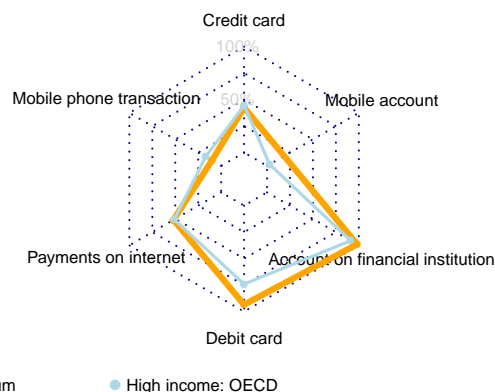 Credit card
100%
Mobile phone transaction
50%
Mobile account
Payments on internet
Account on financial institution
Debit card
High income: OECD